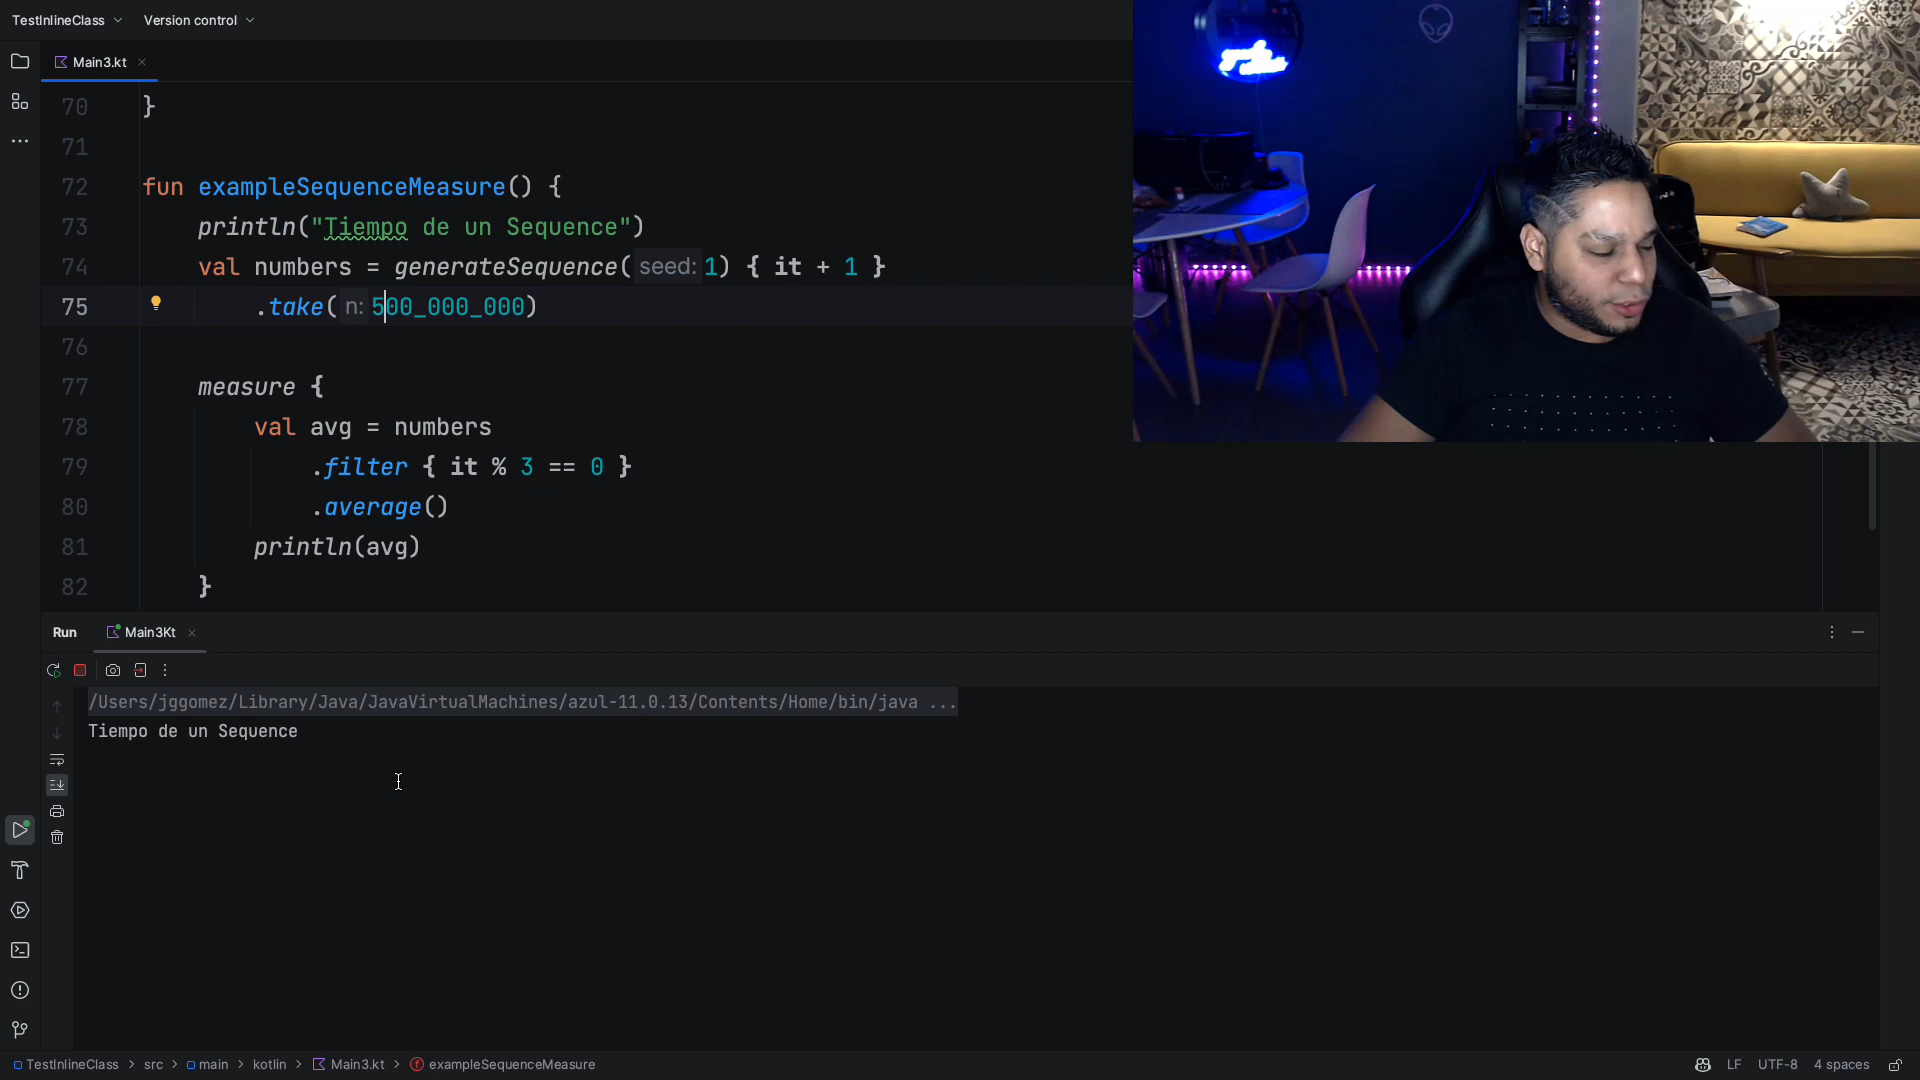 TestInlineClass Version control
Main3.kt
70 }
71
72 fun exampleSequenceMeasure() {
73 println("Tiempo de un Sequence")
74 val numbers = generateSequence( seed: 1) { it + 1 }
75 .take( n: 500_000_000)
76
77 measure {
78 val avg = numbers
79 .filter { it % 3 == 0 }
80 .average()
81 println(avg)
82 }
Run Main3Kt
/Users/jggomez/Library/Java/JavaVirtualMachines/azul-11.0.13/Contents/Home/bin/java ...
Tiempo de un Sequence
TestInlineClass > src > main > kotlin > Main3.kt > exampleSequenceMeasure LF UTF-8 4 spaces